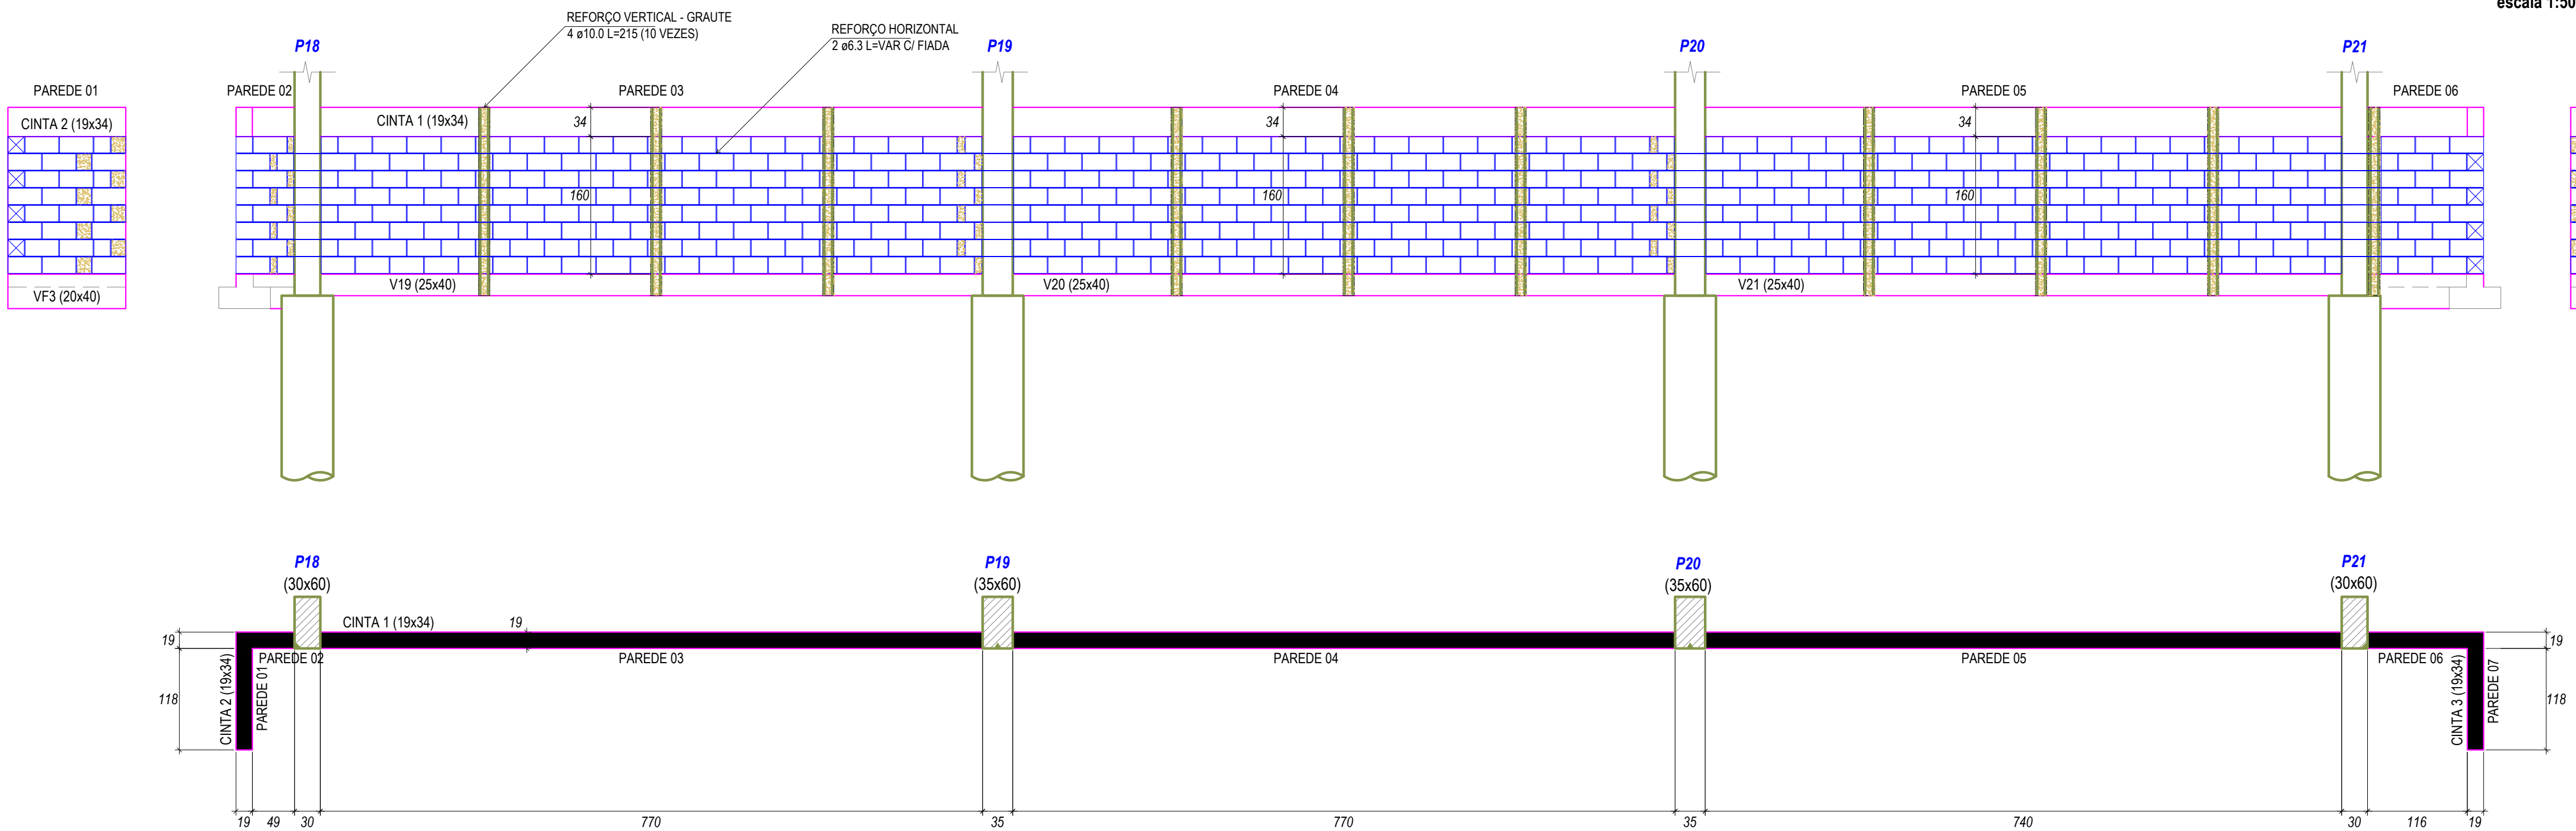 escala 1:50
REFORÇO VERTICAL - GRAUTE
4 ø10.0 L=215 (10 VEZES)
REFORÇO HORIZONTAL
2 ø6.3 L=VAR C/ FIADA
P18
P19
P20
P21
PAREDE 01
PAREDE 02
PAREDE 03
PAREDE 04
PAREDE 05
PAREDE 06
CINTA 2 (19x34)
CINTA 1 (19x34)
34
34
34
160
160
160
VF3 (20x40)
V19 (25x40)
V20 (25x40)
V21 (25x40)
P18
(30x60)
P19
(35x60)
P20
(35x60)
P21
(30x60)
CINTA 1 (19x34)
19
19
19
PAREDE 02
PAREDE 03
PAREDE 04
PAREDE 05
PAREDE 06
118
CINTA 2 (19x34)
PAREDE 01
CINTA 3 (19x34)
PAREDE 07
118
19
49
30
770
35
770
35
740
30
116
19